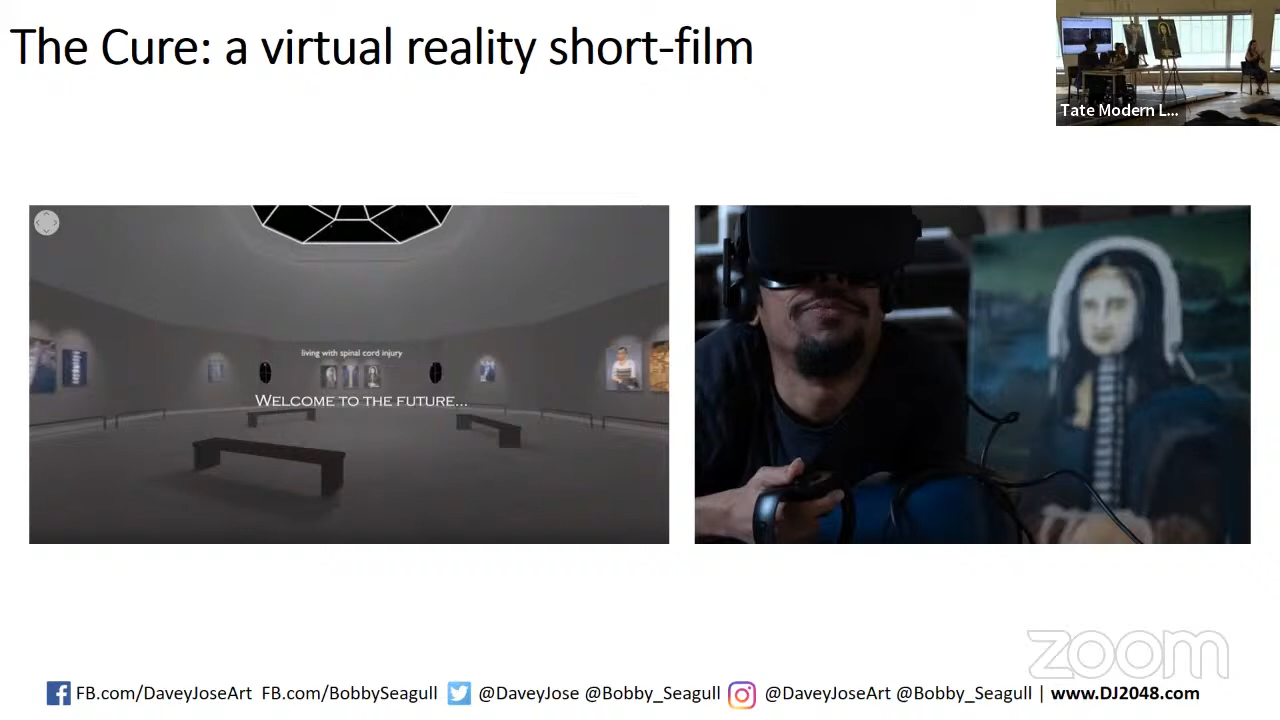 The Cure: a virtual reality short-film
Tate Modern L...
living with spinal cord injury
WELCOME TO THE FUTURE...
zoom
FB.com/DaveyJoseArt FB.com/BobbySeagull @DaveyJose @Bobby_Seagull @DaveyJoseArt @Bobby_Seagull | www.DJ2048.com